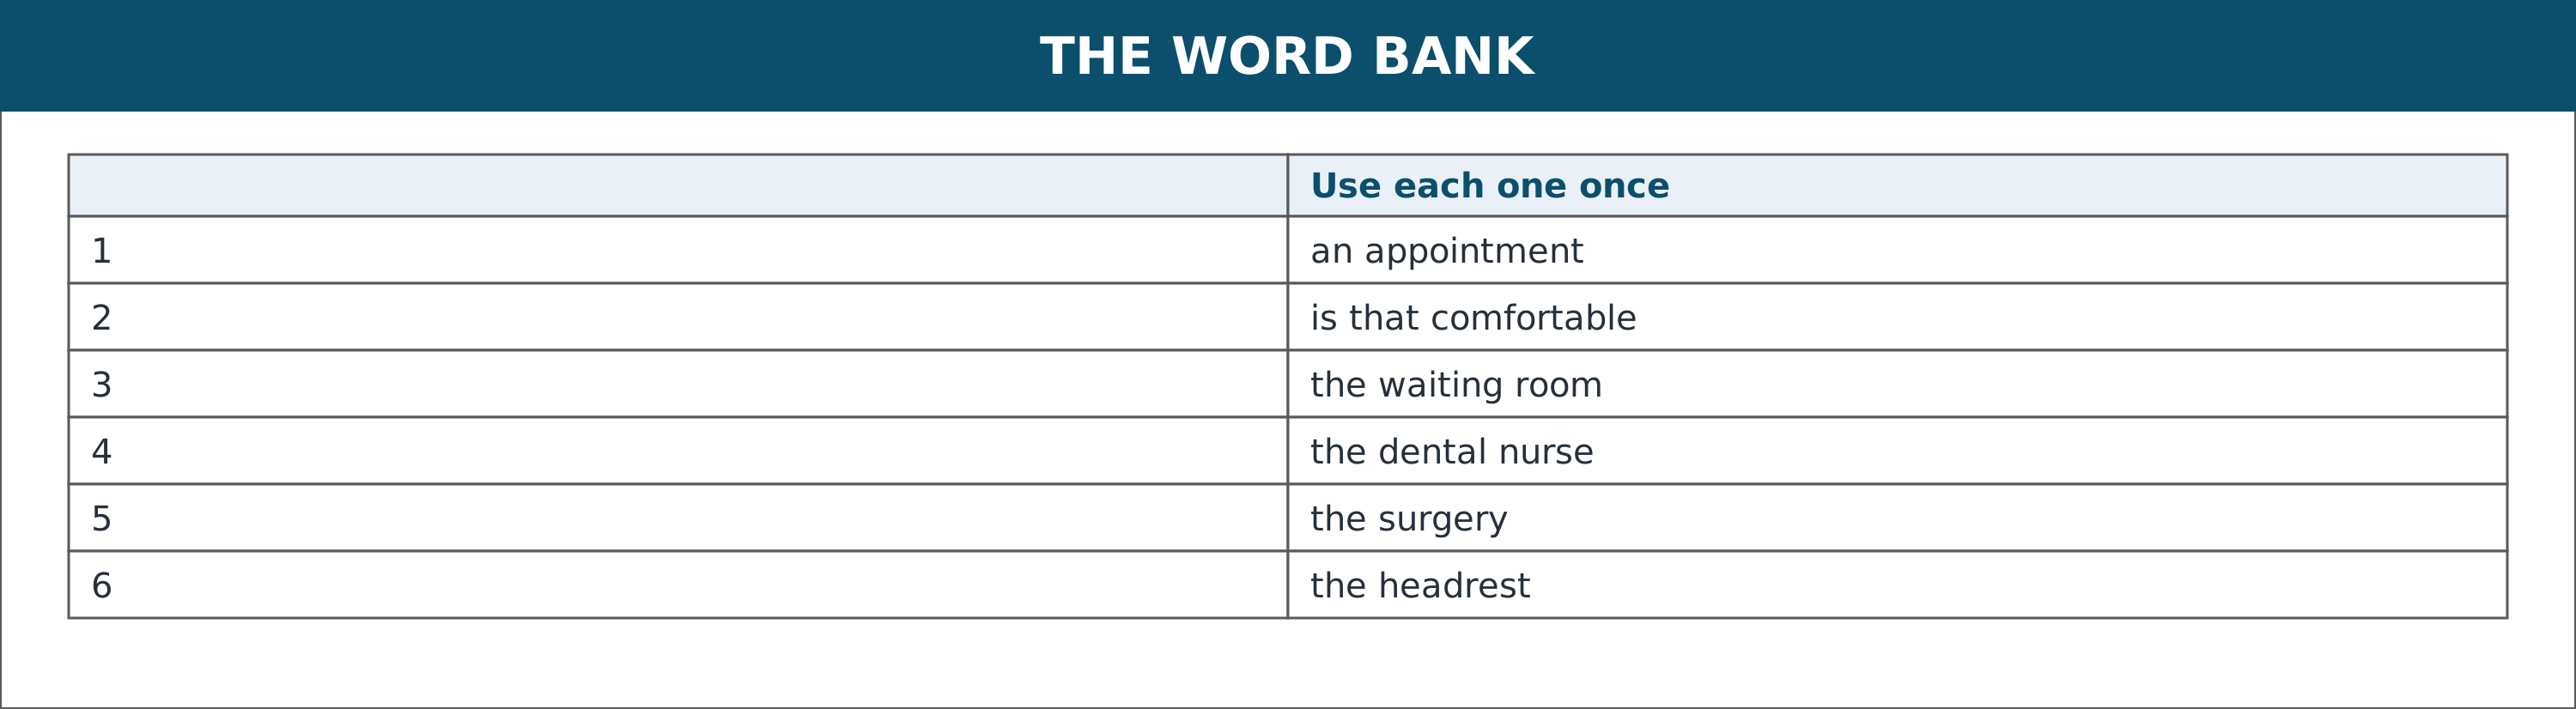 THE WORD BANK
Use each one once
1 an appointment
2 is that comfortable
3 the waiting room
4 the dental nurse
5 the surgery
6 the headrest